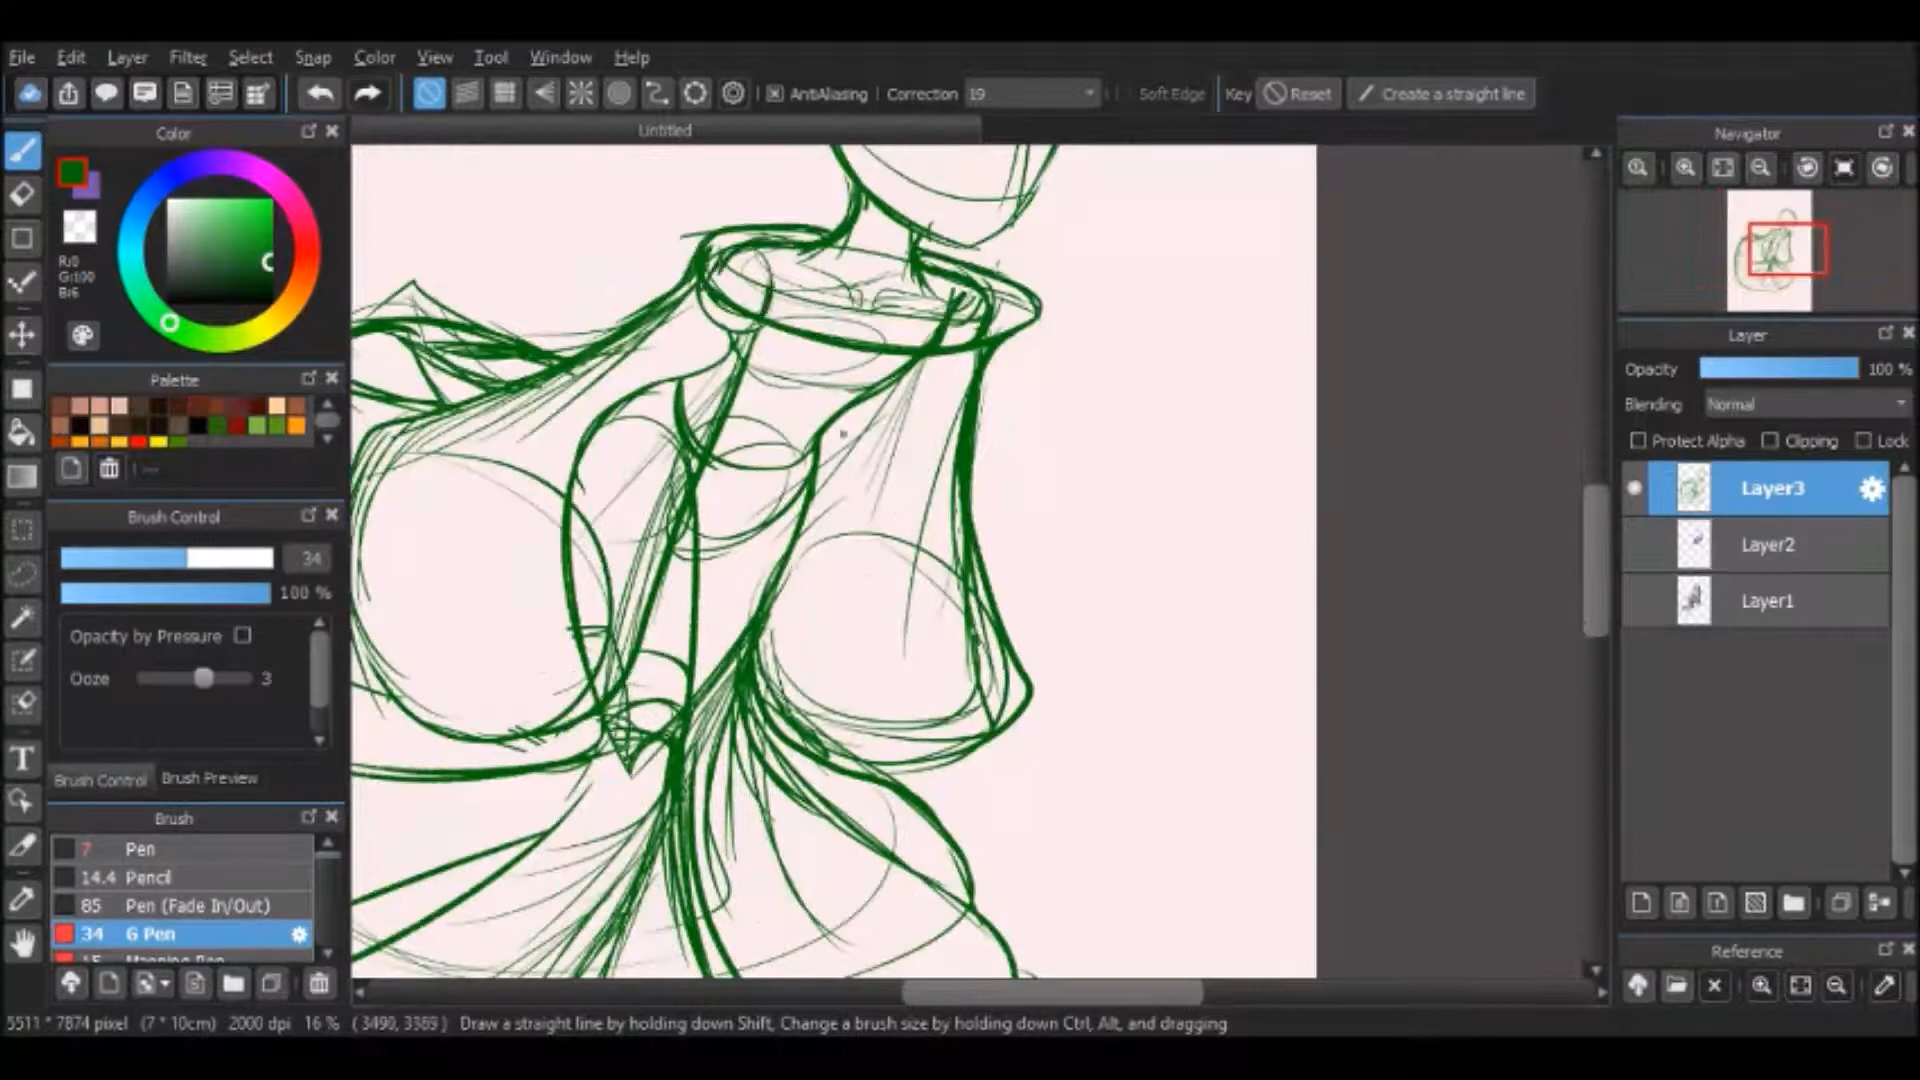 File Edit Layer Filter Select Snap Color View Tool Window Help
AntiAliasing Correction 19 Soft Edge Key Reset Create a straight line
Color
Untitled
Navigator
R:0
G:100
B:6
Palette
Layer
Opacity 100 %
Blending Normal
Protect Alpha Clipping Lock
Layer3
Layer2
Layer1
Brush Control
34
100 %
Opacity by Pressure
Ooze 3
Brush Control Brush Preview
Brush
7 Pen
14.4 Pencil
85 Pen (Fade In/Out)
34 G Pen
Reference
5511 * 7874 pixel (7 * 10cm) 2000 dpi 16 % ( 3490, 3389 ) Draw a straight line by holding down Shift, Change a brush size by holding down Ctrl, Alt, and dragging